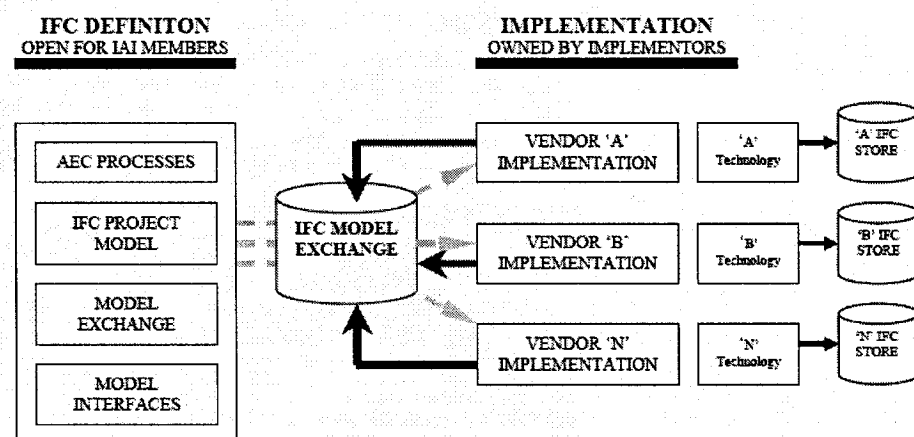 IFC DEFINITON
OPEN FOR IAI MEMBERS
IMPLEMENTATION
OWNED BY IMPLEMENTORS
AEC PROCESSES
IFC PROJECT
MODEL
MODEL
EXCHANGE
MODEL
INTERFACES
IFC MODEL
EXCHANGE
VENDOR 'A'
IMPLEMENTATION
'A'
Technology
'A' IFC
STORE
VENDOR 'B'
IMPLEMENTATION
'B'
Technology
'B' IFC
STORE
VENDOR 'N'
IMPLEMENTATION
'N'
Technology
'N' IFC
STORE